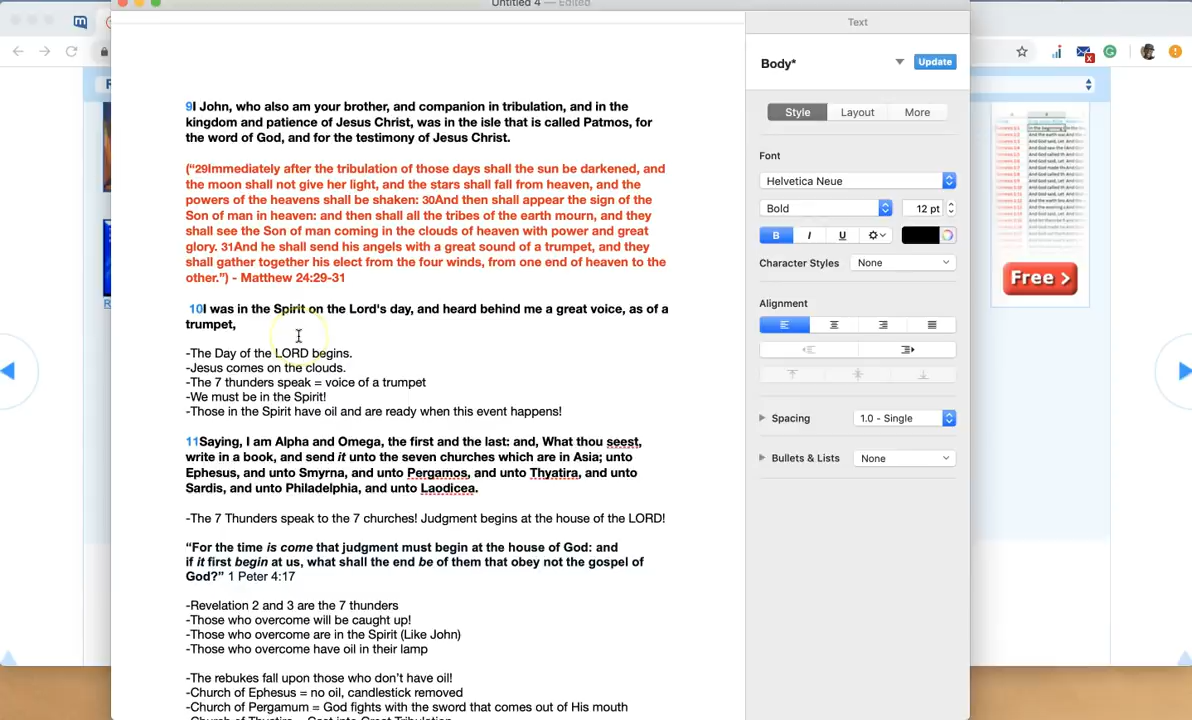 Untitled 4 — Edited
Text
Body*
Update
Style
Layout
More
Font
Helvetica Neue
Bold
12 pt
B
I
U
Character Styles
None
Alignment
Spacing
1.0 - Single
Bullets & Lists
None
9I John, who also am your brother, and companion in tribulation, and in the
kingdom and patience of Jesus Christ, was in the isle that is called Patmos, for
the word of God, and for the testimony of Jesus Christ.
(“29Immediately after the tribulation of those days shall the sun be darkened, and
the moon shall not give her light, and the stars shall fall from heaven, and the
powers of the heavens shall be shaken: 30And then shall appear the sign of the
Son of man in heaven: and then shall all the tribes of the earth mourn, and they
shall see the Son of man coming in the clouds of heaven with power and great
glory. 31And he shall send his angels with a great sound of a trumpet, and they
shall gather together his elect from the four winds, from one end of heaven to the
other.”) - Matthew 24:29-31
10I was in the Spirit on the Lord's day, and heard behind me a great voice, as of a
trumpet,
-The Day of the LORD begins.
-Jesus comes on the clouds.
-The 7 thunders speak = voice of a trumpet
-We must be in the Spirit!
-Those in the Spirit have oil and are ready when this event happens!
11Saying, I am Alpha and Omega, the first and the last: and, What thou seest,
write in a book, and send it unto the seven churches which are in Asia; unto
Ephesus, and unto Smyrna, and unto Pergamos, and unto Thyatira, and unto
Sardis, and unto Philadelphia, and unto Laodicea.
-The 7 Thunders speak to the 7 churches! Judgment begins at the house of the LORD!
“For the time is come that judgment must begin at the house of God: and
if it first begin at us, what shall the end be of them that obey not the gospel of
God?” 1 Peter 4:17
-Revelation 2 and 3 are the 7 thunders
-Those who overcome will be caught up!
-Those who overcome are in the Spirit (Like John)
-Those who overcome have oil in their lamp
-The rebukes fall upon those who don’t have oil!
-Church of Ephesus = no oil, candlestick removed
-Church of Pergamum = God fights with the sword that comes out of His mouth
-Church of Thyatira = Cast into Great Tribulation
Free >